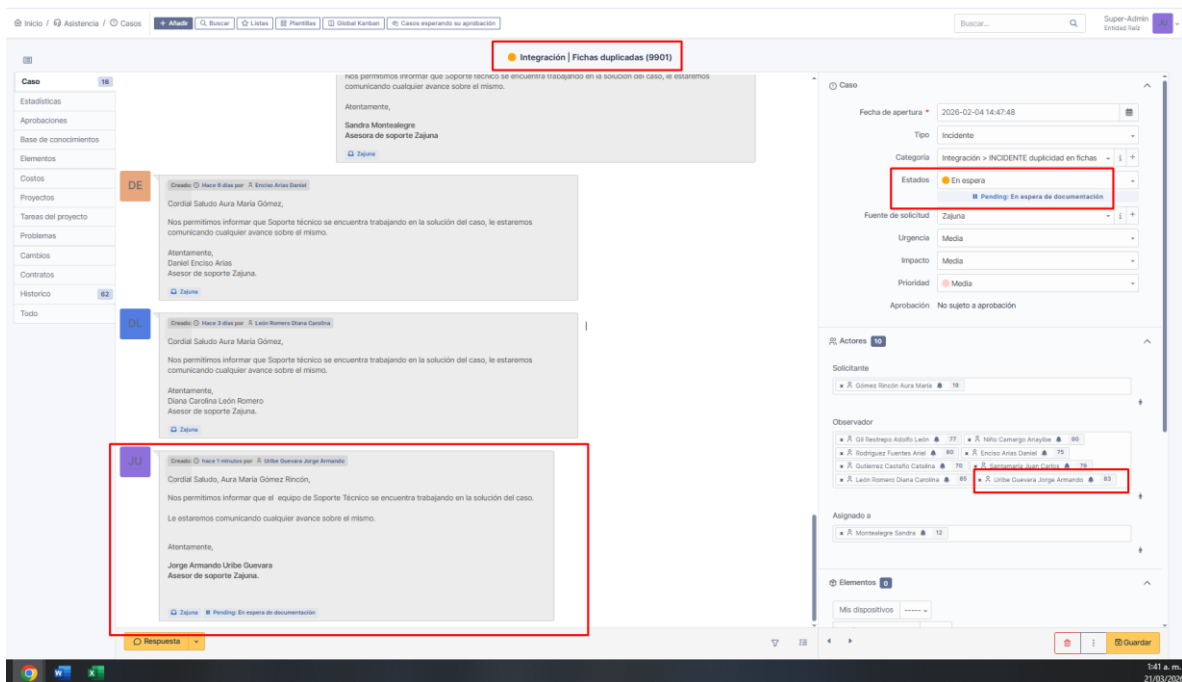 Inicio / Asistencia / Casos + Añadir Buscar Listas Plantillas Global Kanban Casos esperando su aprobación Buscar... Super-Admin
Entidad Raíz JU
Integración | Fichas duplicadas (9901)
Caso 16
Estadísticas
Aprobaciones
Base de conocimientos
Elementos
Costos
Proyectos
Tareas del proyecto
Problemas
Cambios
Contratos
Historico 62
Todo
Nos permitimos informar que Soporte técnico se encuentra trabajando en la solución del caso, le estaremos
comunicando cualquier avance sobre el mismo.
Atentamente,
Sandra Montealegre
Asesora de soporte Zajuna
Zajuna
DE
Creado: Hace 6 días por Enciso Arias Daniel
Cordial Saludo Aura María Gómez,
Nos permitimos informar que Soporte técnico se encuentra trabajando en la solución del caso, le estaremos
comunicando cualquier avance sobre el mismo.
Atentamente,
Daniel Enciso Arias
Asesor de soporte Zajuna.
Zajuna
DL
Creado: Hace 3 días por León Romero Diana Carolina
Cordial Saludo Aura María Gómez,
Nos permitimos informar que Soporte técnico se encuentra trabajando en la solución del caso, le estaremos
comunicando cualquier avance sobre el mismo.
Atentamente,
Diana Carolina León Romero
Asesor de soporte Zajuna.
Zajuna
JU
Creado: Hace 1 minutos por Uribe Guevara Jorge Armando
Cordial Saludo, Aura María Gómez Rincón,
Nos permitimos informar que el equipo de Soporte Técnico se encuentra trabajando en la solución del caso.
Le estaremos comunicando cualquier avance sobre el mismo.
Atentamente,
Jorge Armando Uribe Guevara
Asesor de soporte Zajuna.
Zajuna Pending: En espera de documentación
Respuesta
Caso
Fecha de apertura * 2026-02-04 14:47:48
Tipo Incidente
Categoría Integración > INCIDENTE duplicidad en fichas
Estados En espera
Pending: En espera de documentación
Fuente de solicitud Zajuna
Urgencia Media
Impacto Media
Prioridad Media
Aprobación No sujeto a aprobación
Actores 10
Solicitante
Gómez Rincón Aura María 18
Observador
Gil Restrepo Adolfo León 77 Niño Camargo Anayibe 90
Rodríguez Fuentes Ariel 80 Enciso Arias Daniel 75
Gutierrez Castaño Catalina 70 Santamaría Juan Carlos 79
León Romero Diana Carolina 85 Uribe Guevara Jorge Armando 83
Asignado a
Montealegre Sandra 12
Elementos 0
Mis dispositivos -----
Guardar
1:41 a. m.
21/03/2026